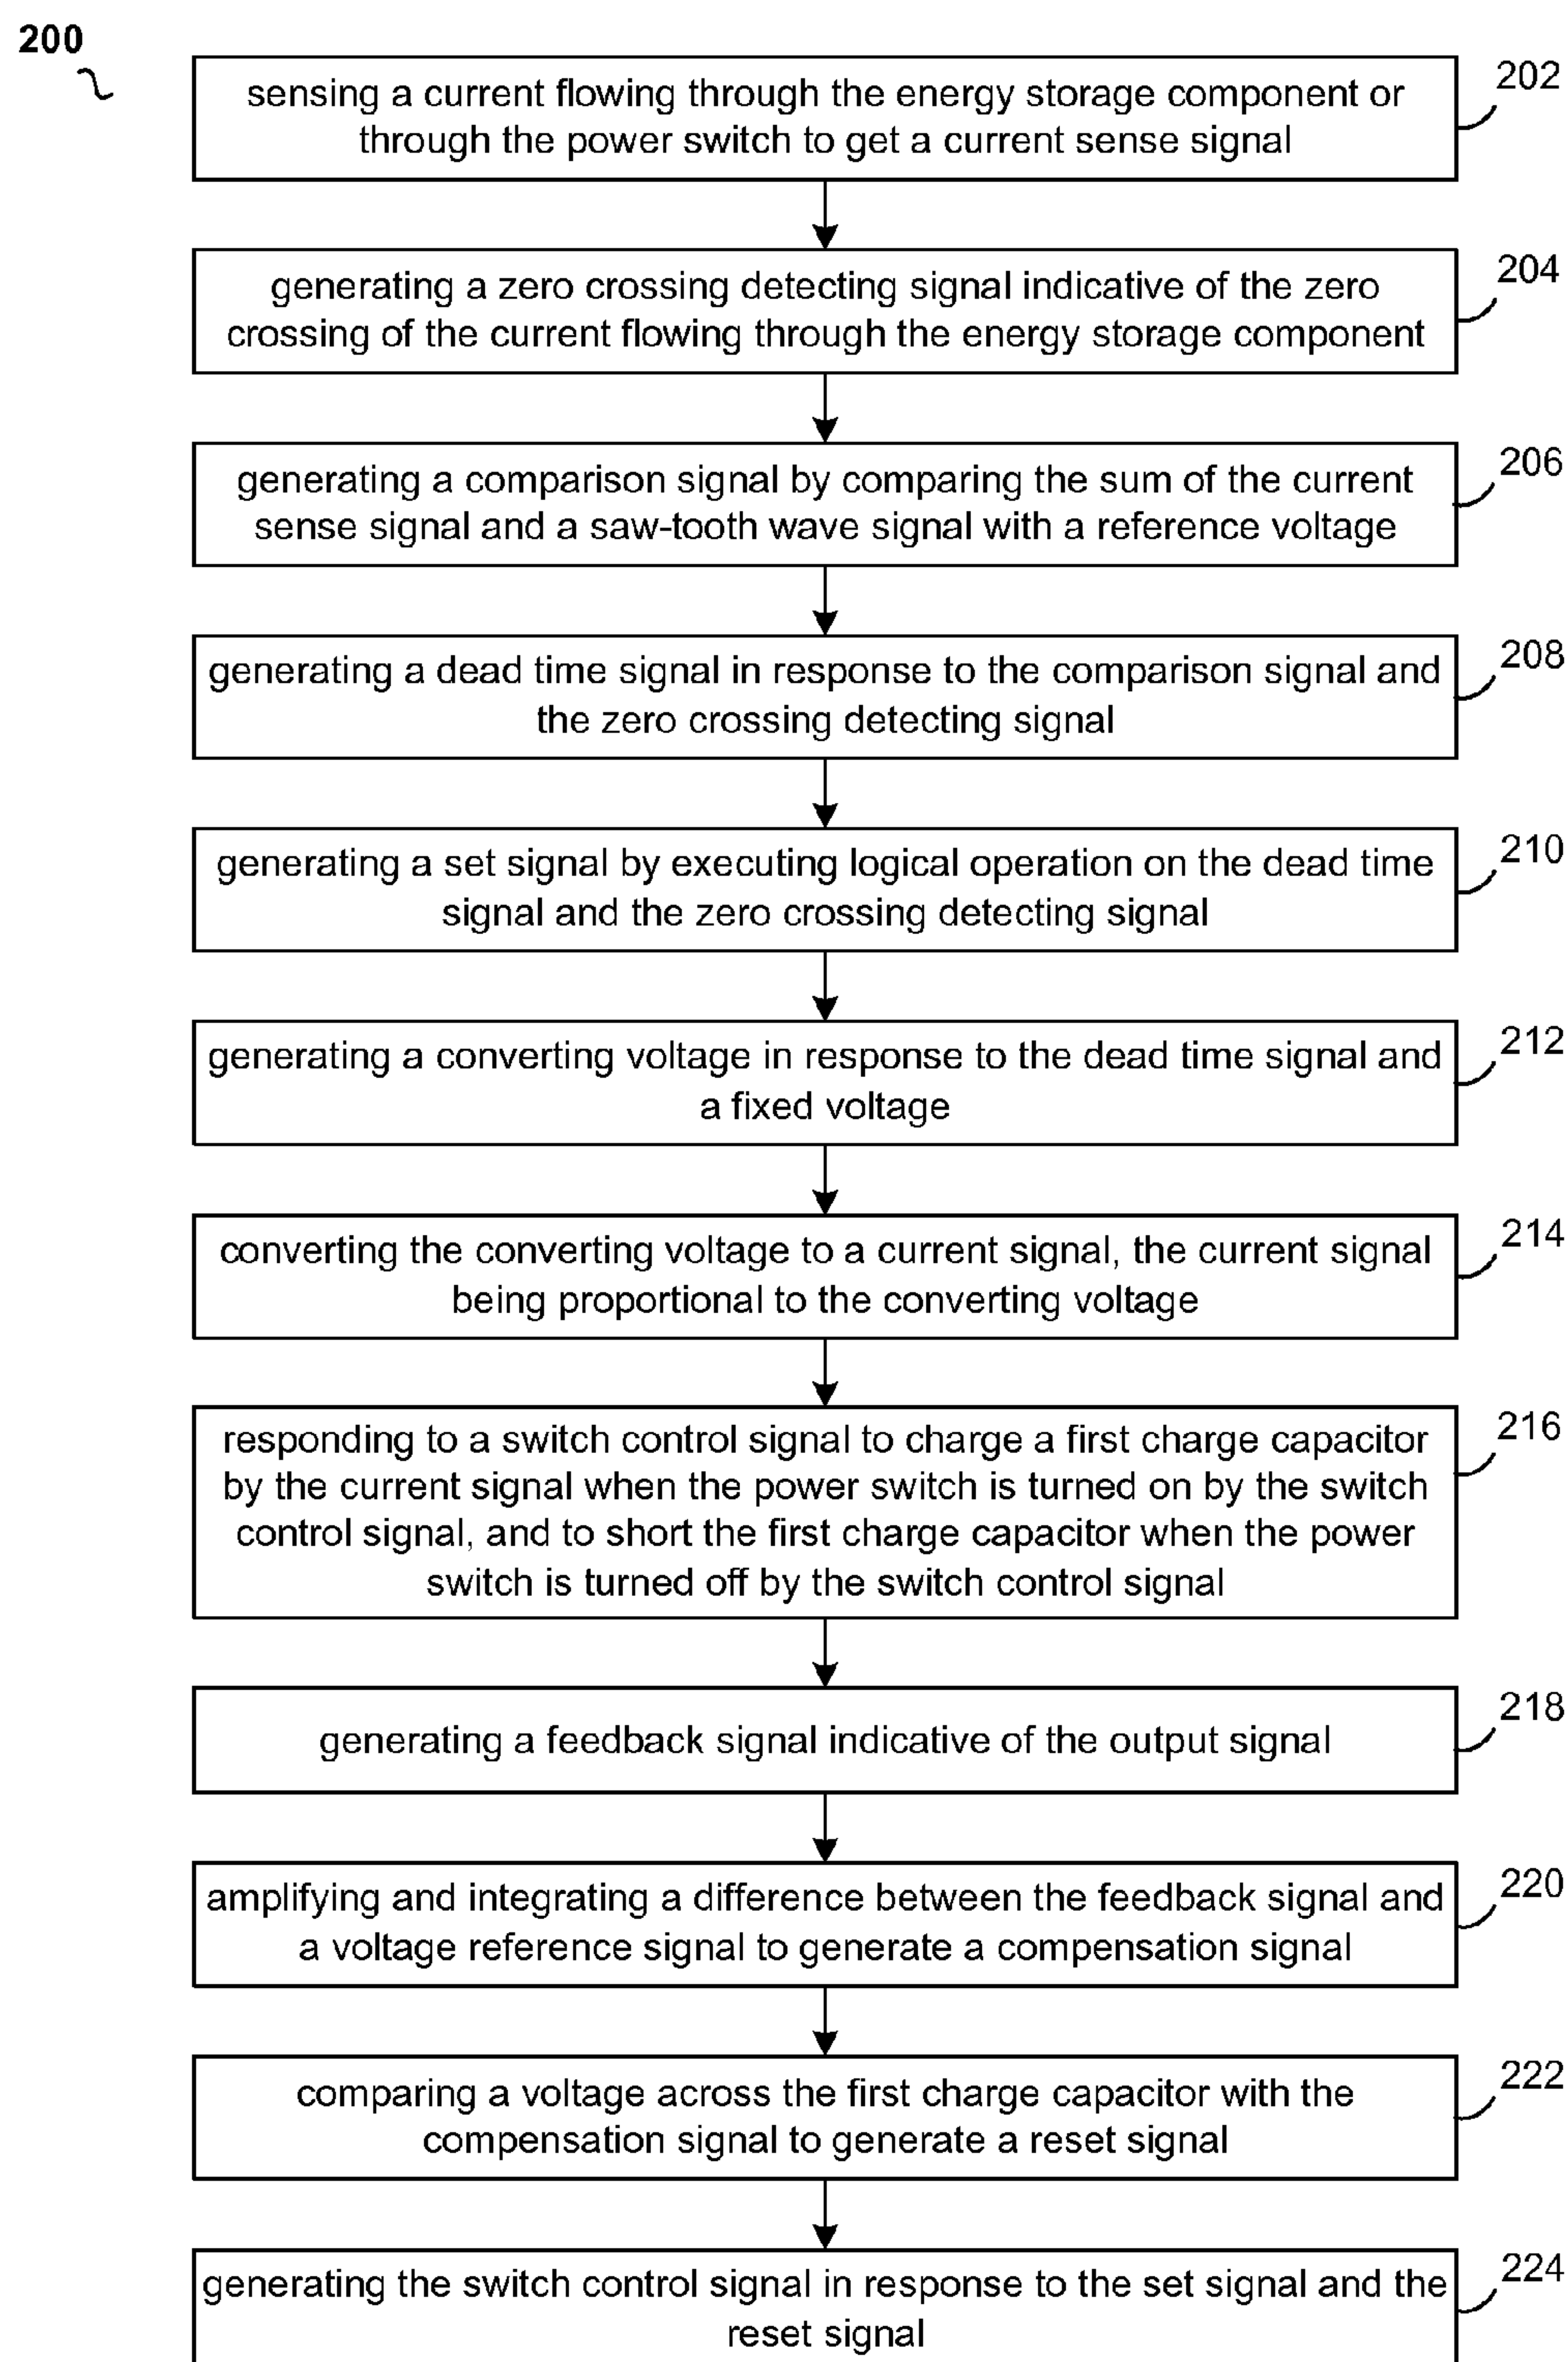 200
sensing a current flowing through the energy storage component or
through the power switch to get a current sense signal
202
generating a zero crossing detecting signal indicative of the zero
crossing of the current flowing through the energy storage component
204
generating a comparison signal by comparing the sum of the current
sense signal and a saw-tooth wave signal with a reference voltage
206
generating a dead time signal in response to the comparison signal and
the zero crossing detecting signal
208
generating a set signal by executing logical operation on the dead time
signal and the zero crossing detecting signal
210
generating a converting voltage in response to the dead time signal and
a fixed voltage
212
converting the converting voltage to a current signal, the current signal
being proportional to the converting voltage
214
responding to a switch control signal to charge a first charge capacitor
by the current signal when the power switch is turned on by the switch
control signal, and to short the first charge capacitor when the power
switch is turned off by the switch control signal
216
generating a feedback signal indicative of the output signal
218
amplifying and integrating a difference between the feedback signal and
a voltage reference signal to generate a compensation signal
220
comparing a voltage across the first charge capacitor with the
compensation signal to generate a reset signal
222
generating the switch control signal in response to the set signal and the
reset signal
224